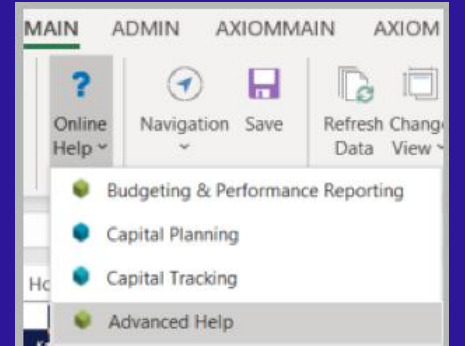 MAIN ADMIN AXIOMMAIN AXIOM
?
Online Help
Navigation
Save
Refresh Data
Change View
Budgeting & Performance Reporting
Capital Planning
Capital Tracking
Advanced Help